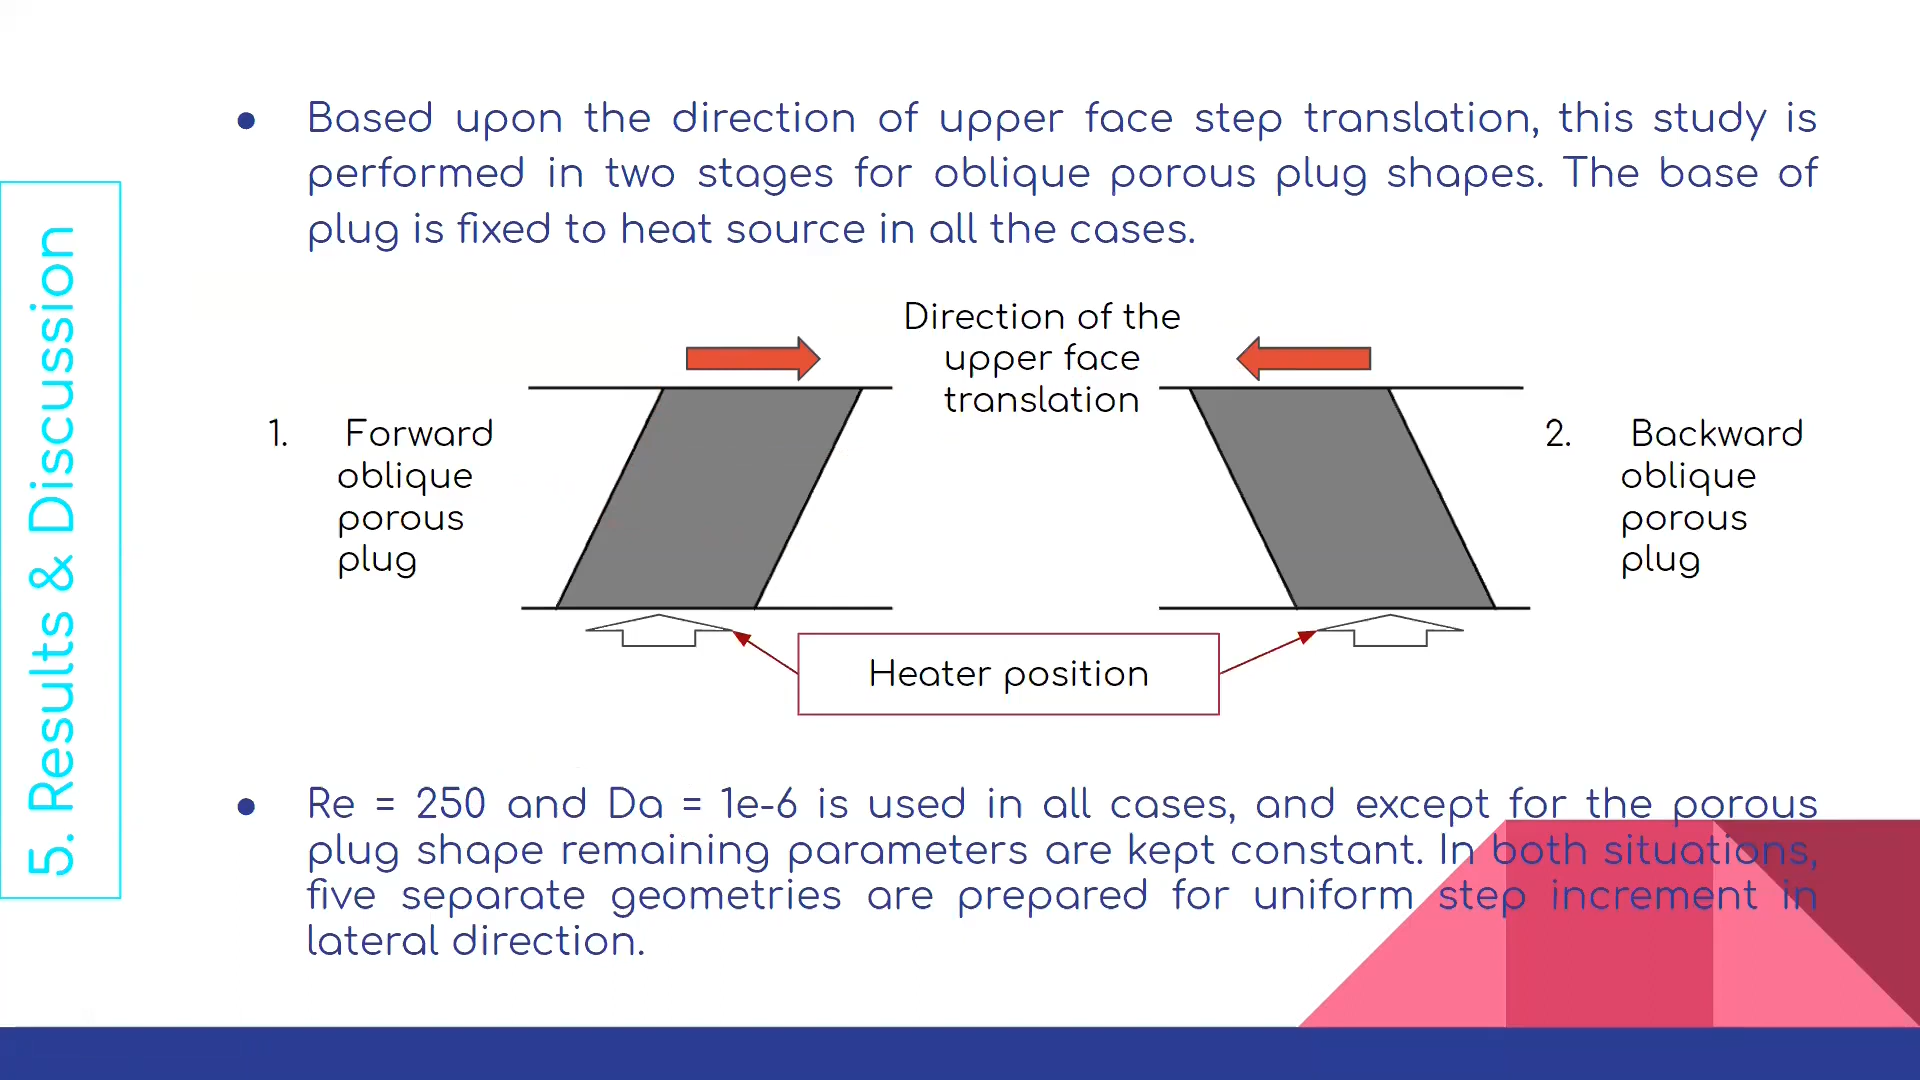 5. Results & Discussion
● Based upon the direction of upper face step translation, this study is
performed in two stages for oblique porous plug shapes. The base of
plug is fixed to heat source in all the cases.
Direction of the
upper face
translation
1. Forward
oblique
porous
plug
2. Backward
oblique
porous
plug
Heater position
● Re = 250 and Da = 1e-6 is used in all cases, and except for the porous
plug shape remaining parameters are kept constant. In both situations,
five separate geometries are prepared for uniform step increment in
lateral direction.